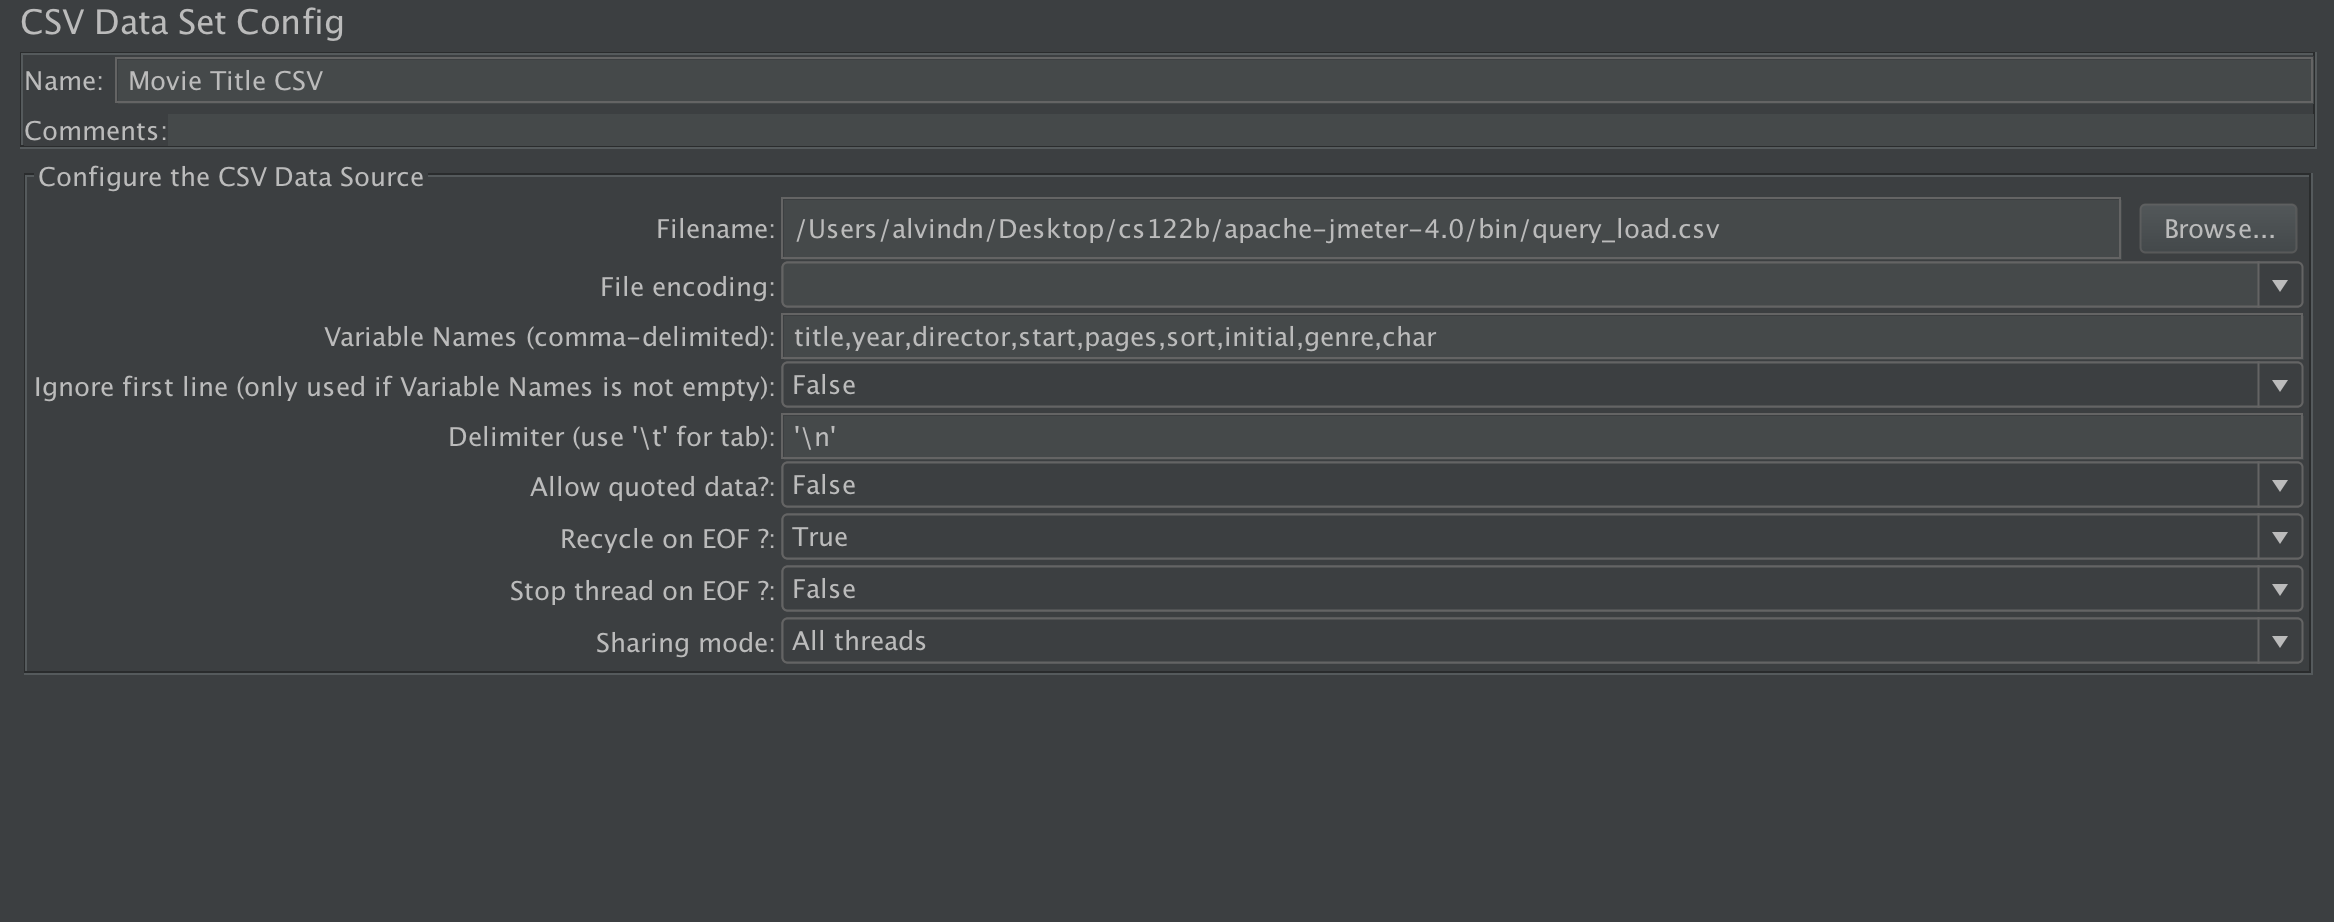 CSV Data Set Config
Name: Movie Title CSV
Comments:
Configure the CSV Data Source
Filename: /Users/alvindn/Desktop/cs122b/apache-jmeter-4.0/bin/query_load.csv Browse...
File encoding:
Variable Names (comma-delimited): title,year,director,start,pages,sort,initial,genre,char
Ignore first line (only used if Variable Names is not empty): False
Delimiter (use '\t' for tab): '\n'
Allow quoted data?: False
Recycle on EOF ?: True
Stop thread on EOF ?: False
Sharing mode: All threads